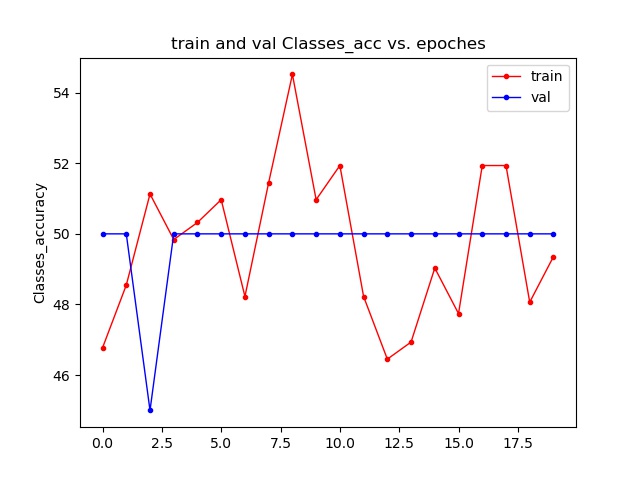 train and val Classes_acc vs. epoches
train
val
54
52
50
48
46
Classes_accuracy
0.0 2.5 5.0 7.5 10.0 12.5 15.0 17.5